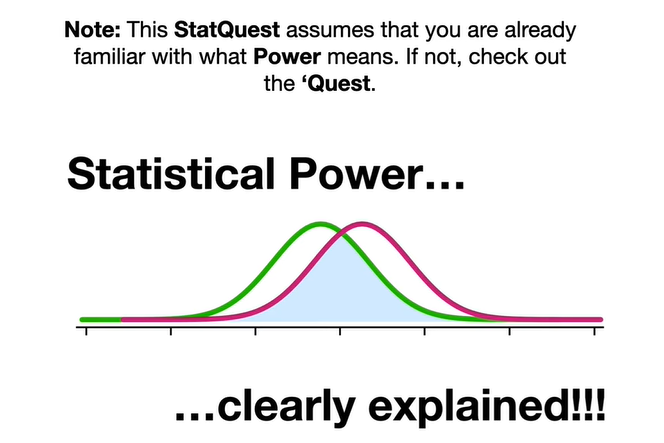 Note: This StatQuest assumes that you are already
familiar with what Power means. If not, check out
the ‘Quest.
Statistical Power...
...clearly explained!!!